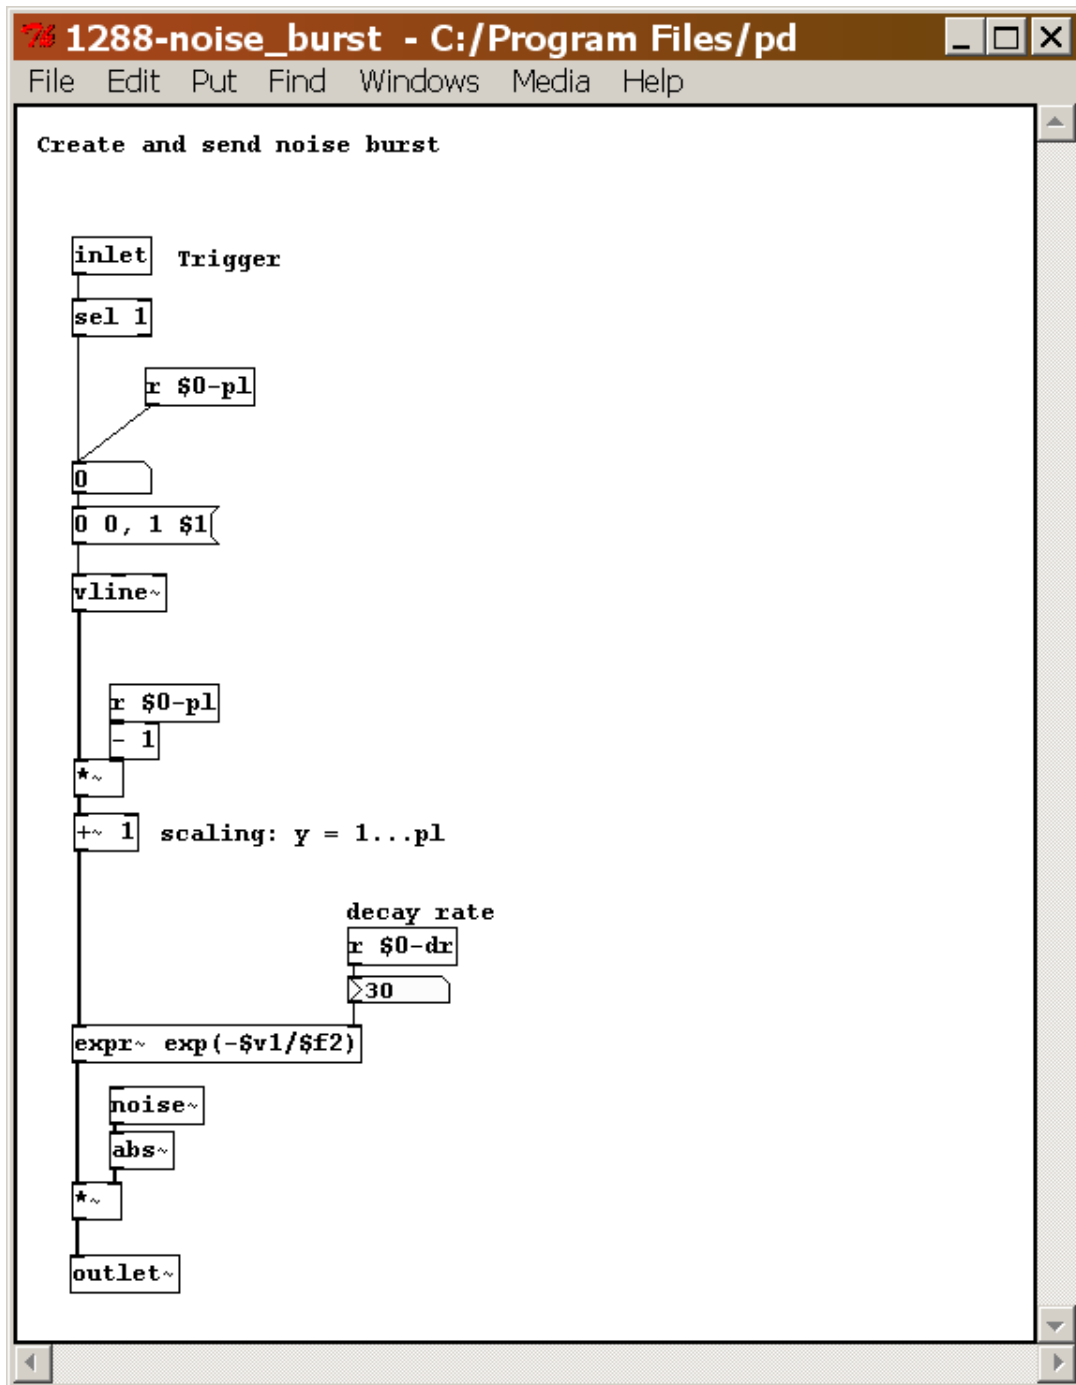 1288-noise_burst - C:/Program Files/pd
File Edit Put Find Windows Media Help
Create and send noise burst
inlet Trigger
sel 1
r $0-pl
0
0 0, 1 $1
vline~
r $0-pl
- 1
*~
+~ 1 scaling: y = 1...pl
decay rate
r $0-dr
30
expr~ exp(-$v1/$f2)
noise~
abs~
*~
outlet~